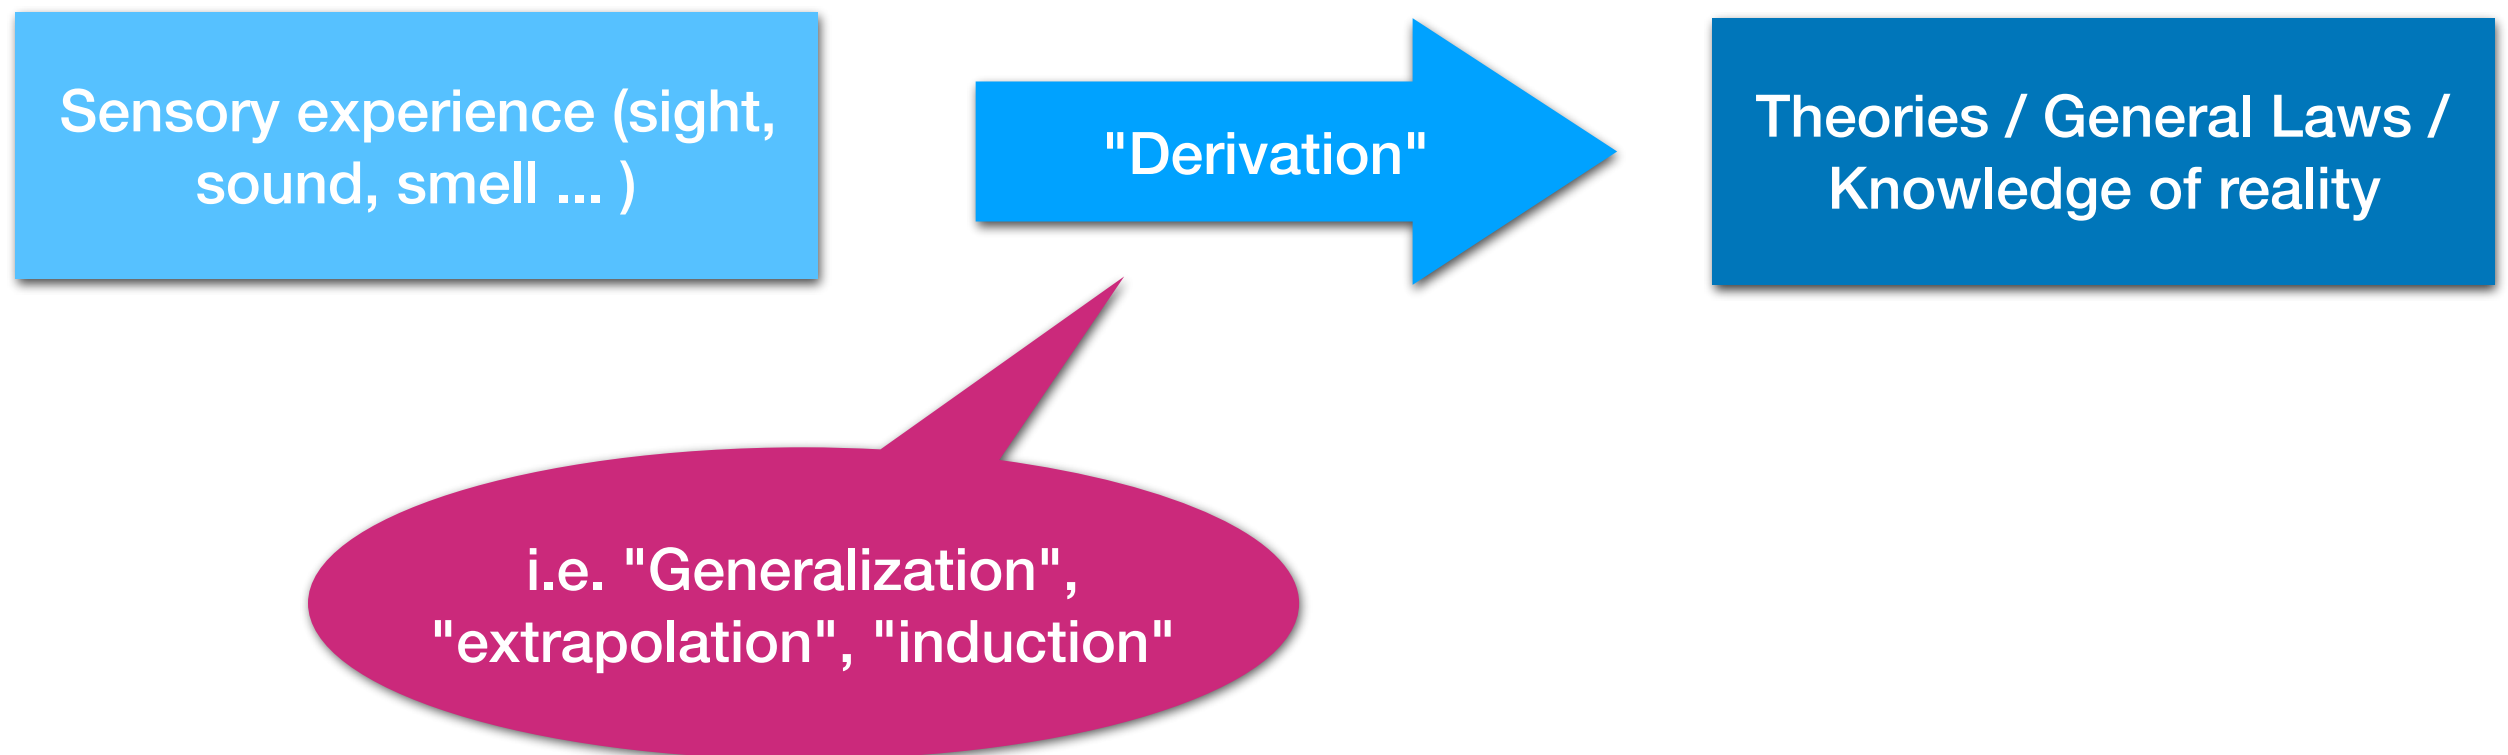 Sensory experience (sight,
sound, smell ... )
"Derivation"
Theories / General Laws /
Knowledge of reality
i.e. "Generalization",
"extrapolation", "induction"